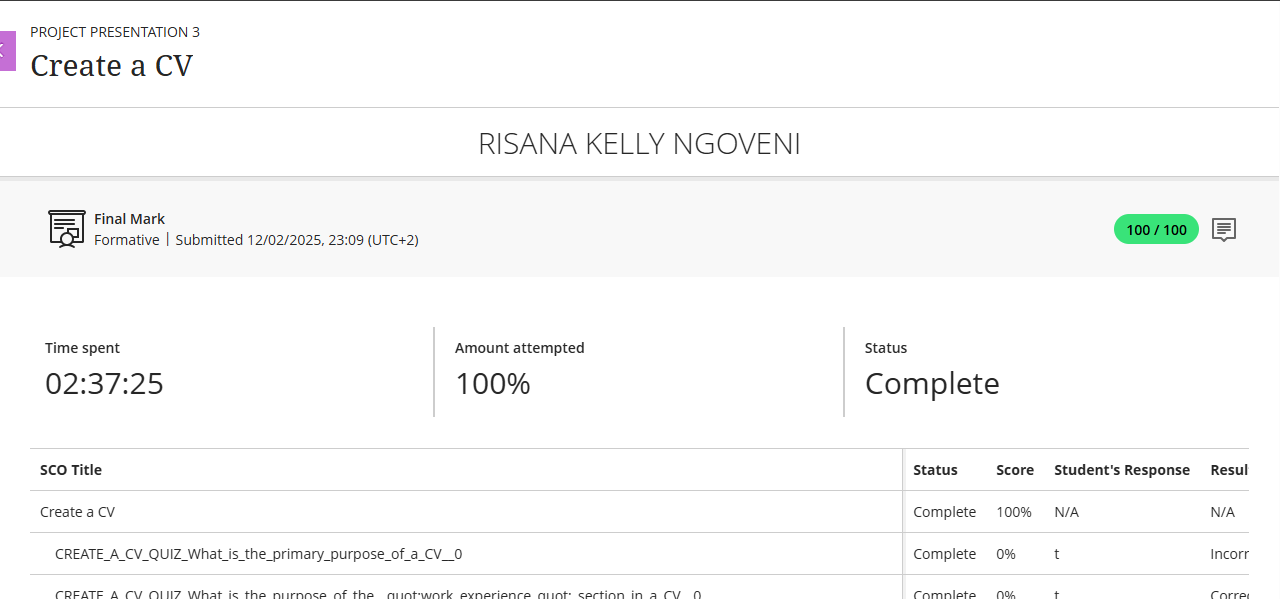 PROJECT PRESENTATION 3
Create a CV
RISANA KELLY NGOVENI
Final Mark
Formative | Submitted 12/02/2025, 23:09 (UTC+2)
100 / 100
Time spent
02:37:25
Amount attempted
100%
Status
Complete
SCO Title Status Score Student's Response Resul
Create a CV Complete 100% N/A N/A
CREATE_A_CV_QUIZ_What_is_the_primary_purpose_of_a_CV__0 Complete 0% t Incorr
CREATE_A_CV_QUIZ_What_is_the_purpose_of_the__quot;work_experience_quot;_section_in_a_CV__0 Complete 0% t Correc